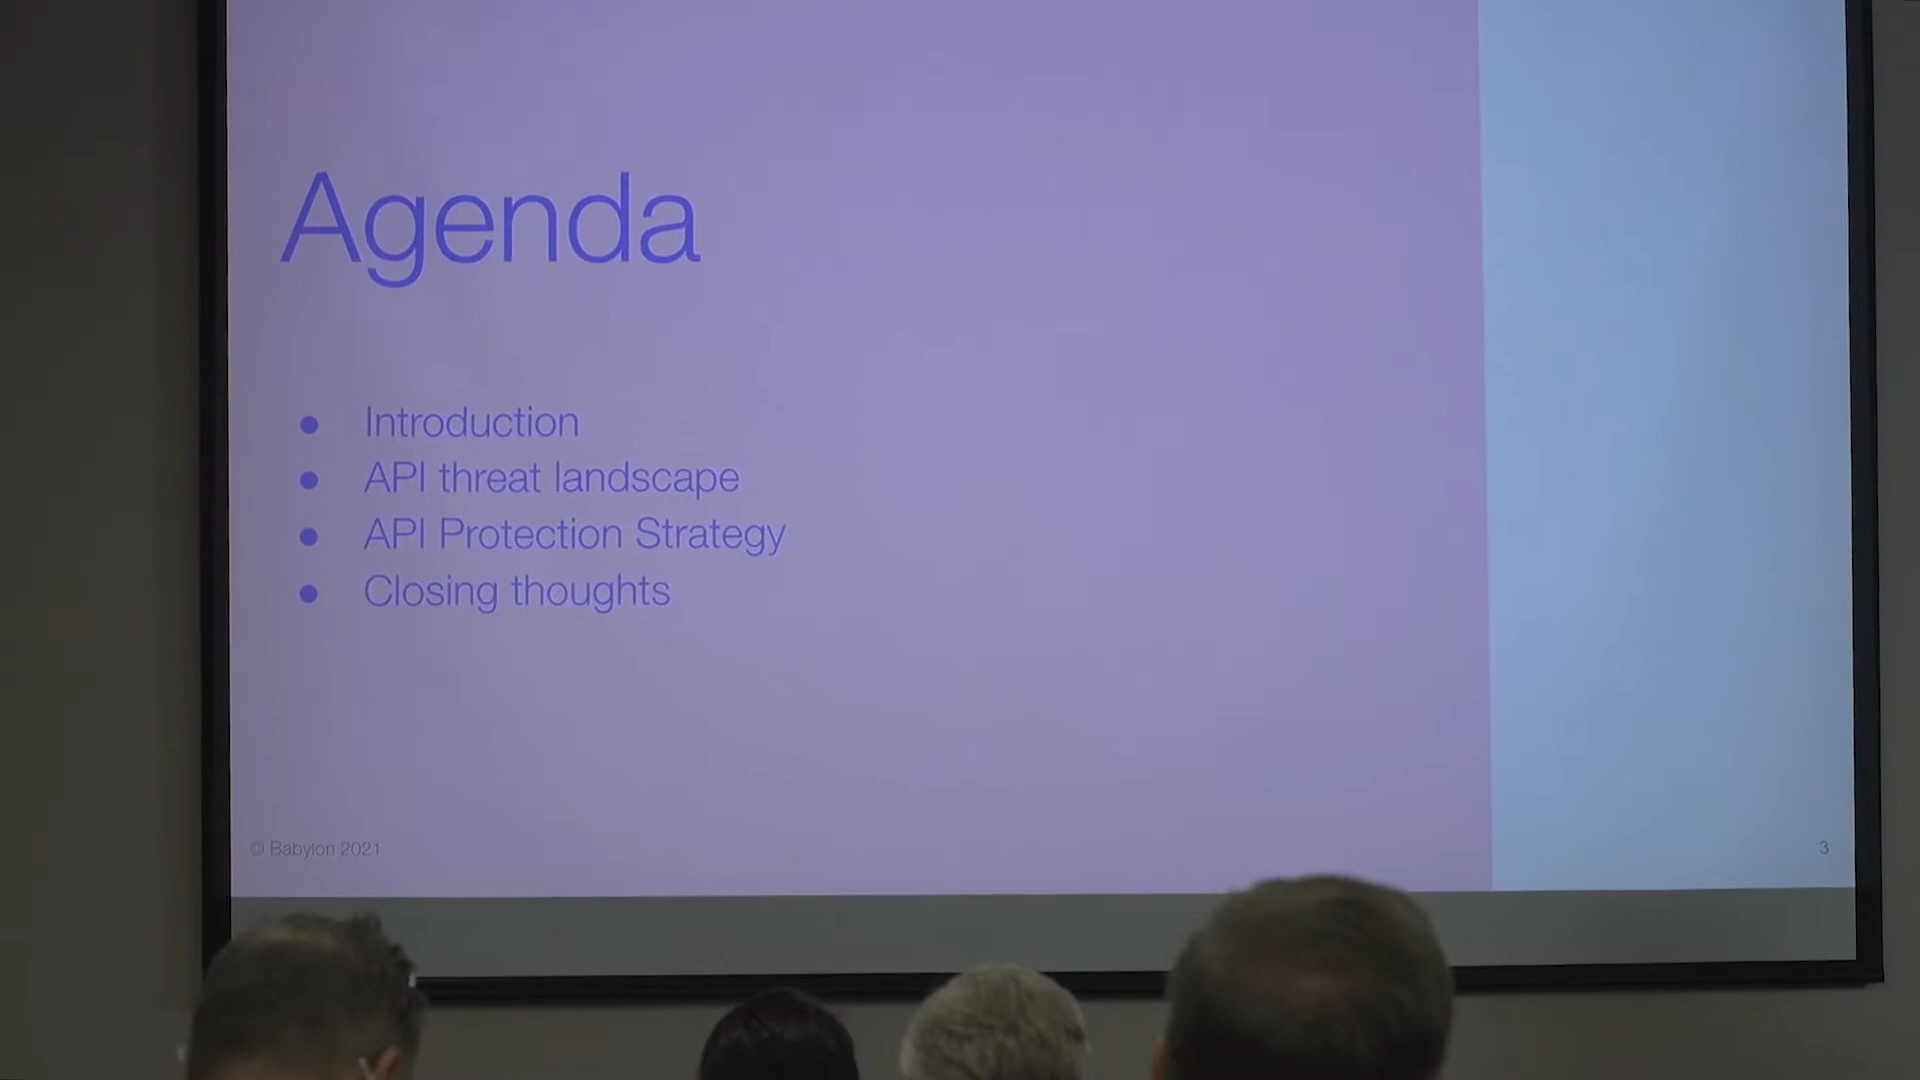 Agenda
● Introduction
● API threat landscape
● API Protection Strategy
● Closing thoughts
© Babylon 2021
3